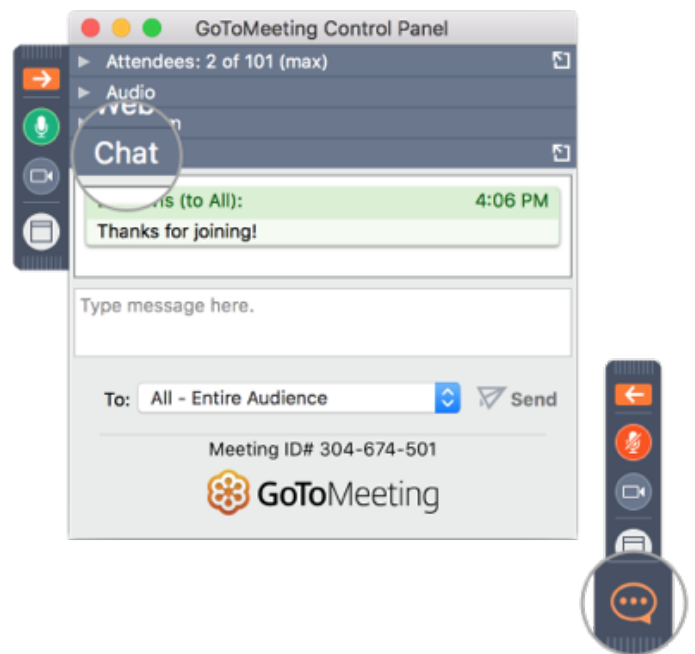 GoToMeeting Control Panel
Attendees: 2 of 101 (max)
Audio
Chat
(to All): 4:06 PM
Thanks for joining!
Type message here.
To: All - Entire Audience Send
Meeting ID# 304-674-501
GoToMeeting